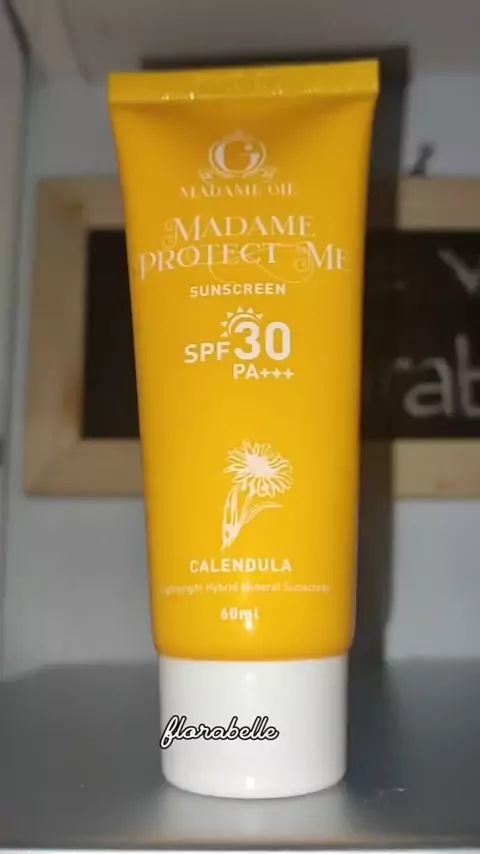 G
MADAME GIE
MADAME
PROTECT ME
SUNSCREEN
SPF 30
PA+++
CALENDULA
Lightweight Hybrid Mineral Sunscreen
60ml
florabelle